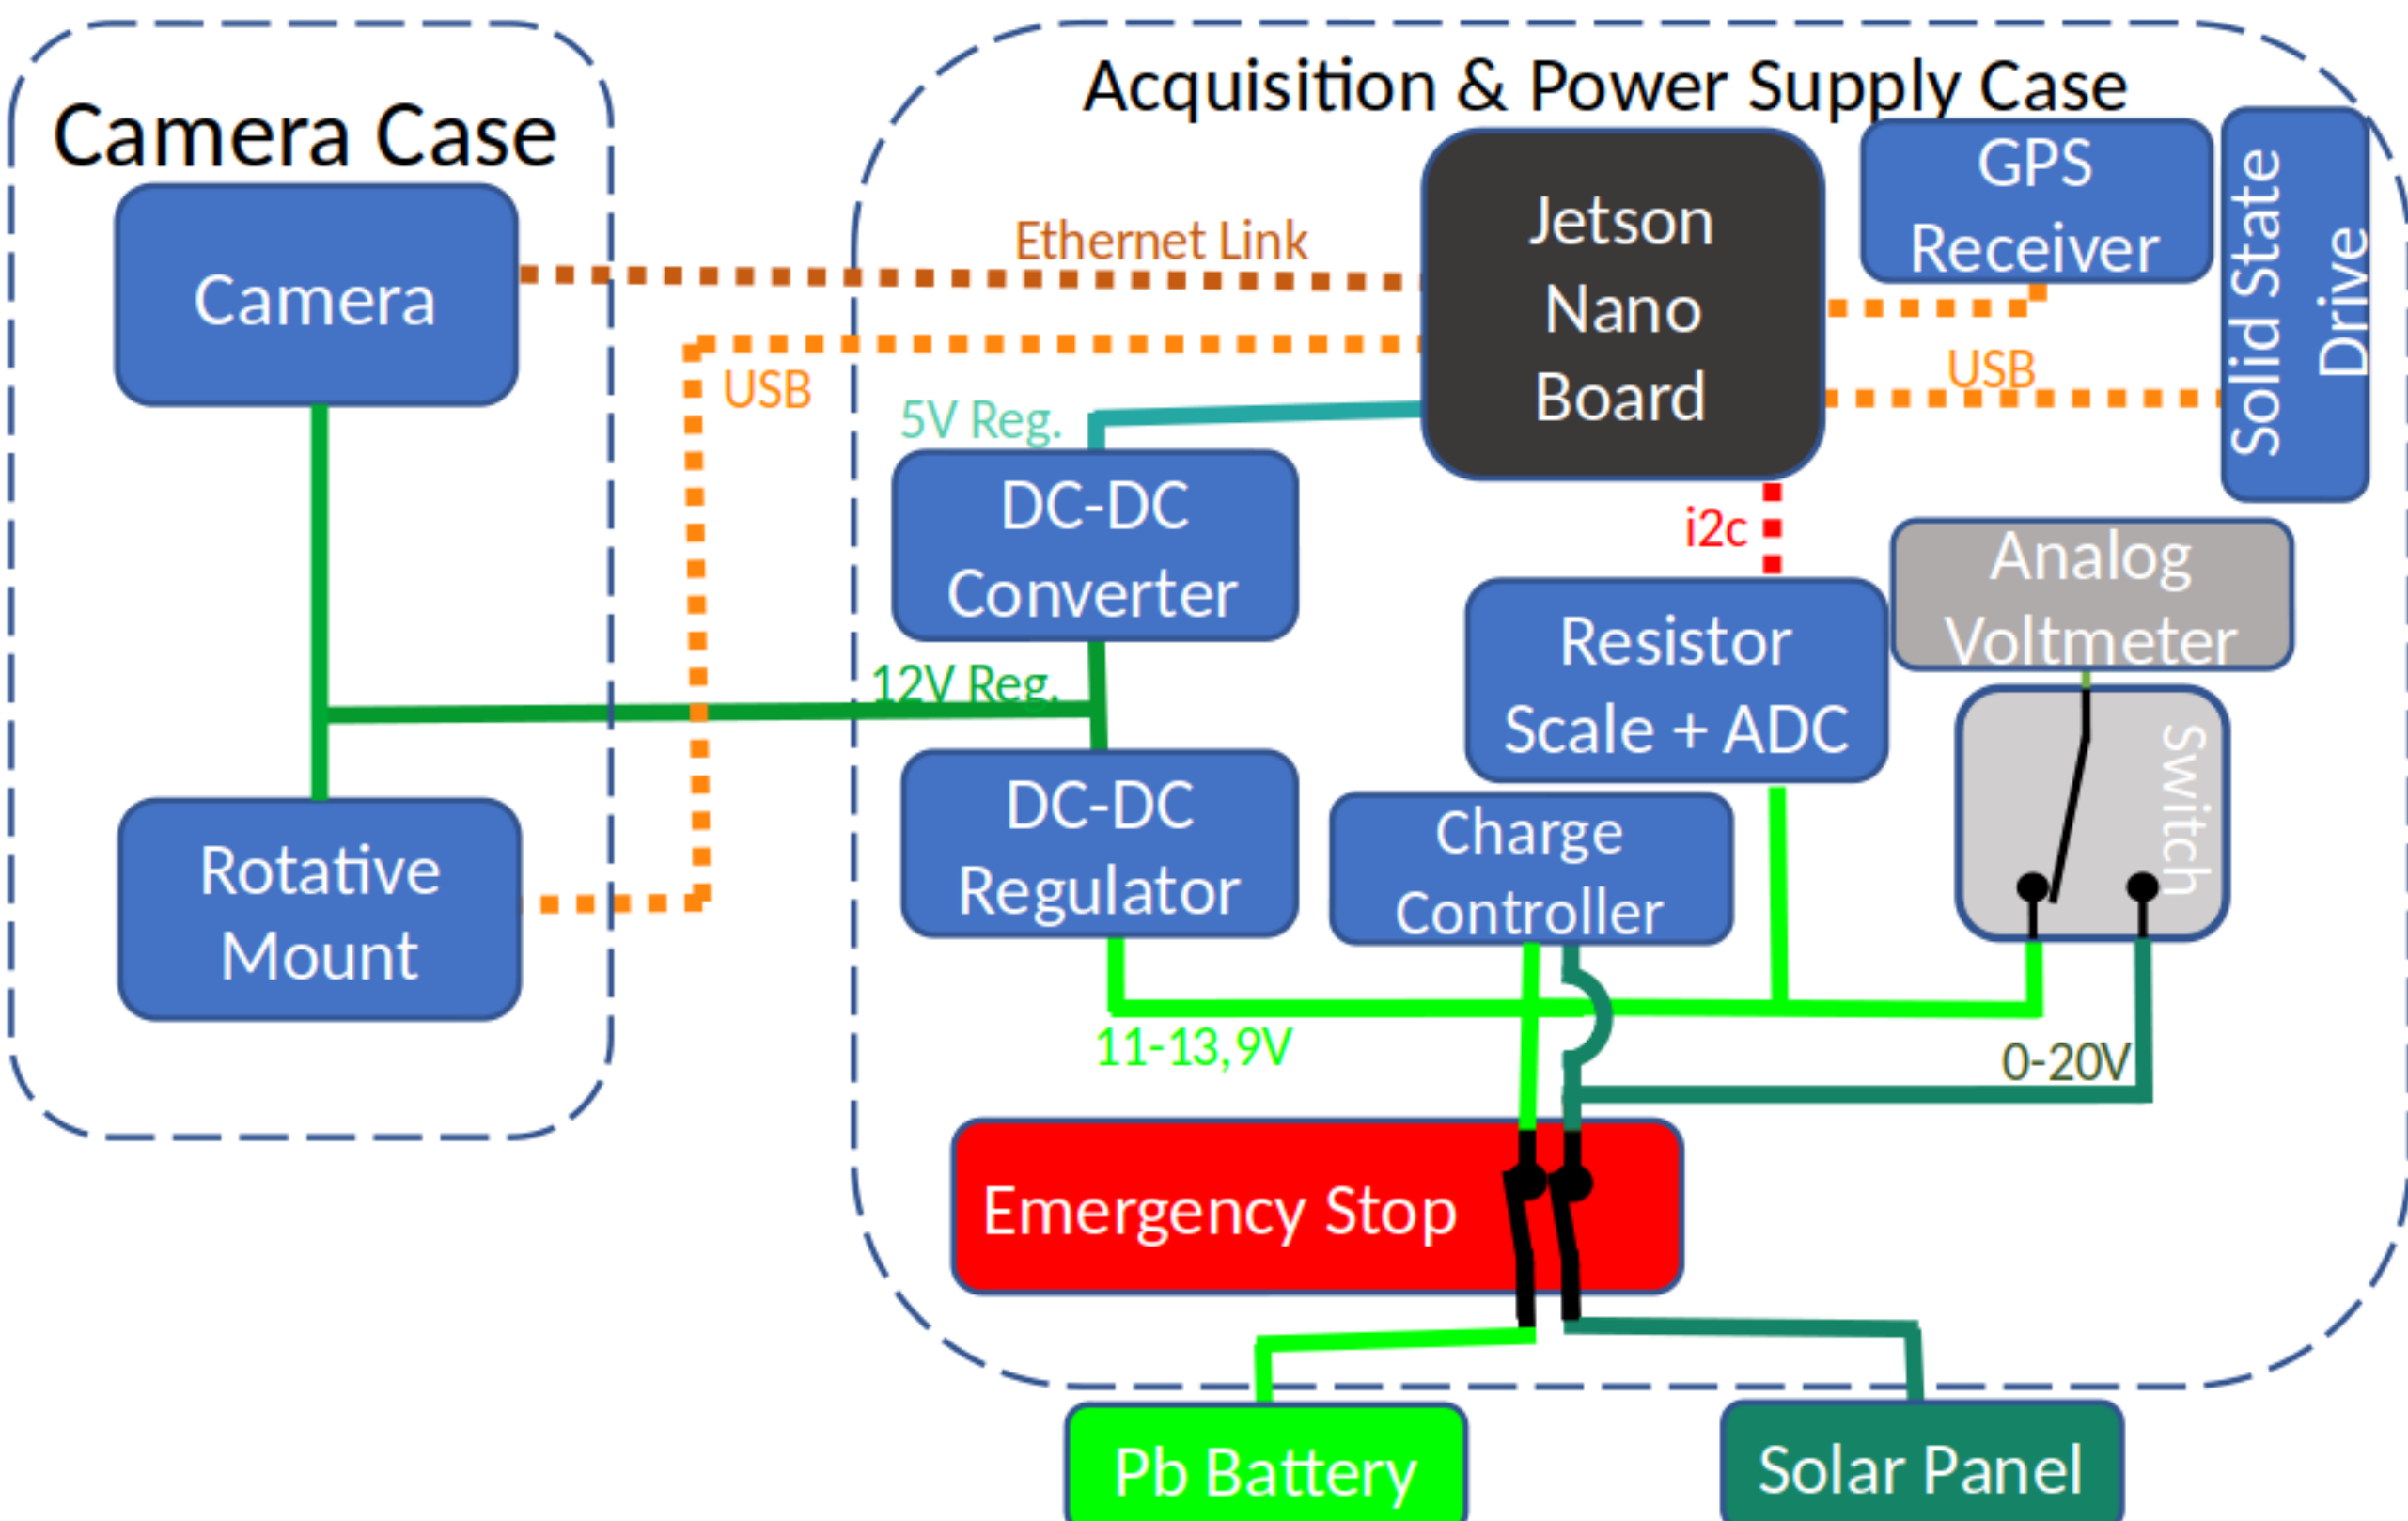 Camera Case
Acquisition & Power Supply Case
Camera
Ethernet Link
Jetson
Nano
Board
GPS
Receiver
Solid State
Drive
USB
USB
5V Reg.
DC-DC
Converter
i2c
Analog
Voltmeter
Resistor
Scale + ADC
12V Reg.
Switch
DC-DC
Regulator
Charge
Controller
Rotative
Mount
11-13,9V
0-20V
Emergency Stop
Pb Battery
Solar Panel